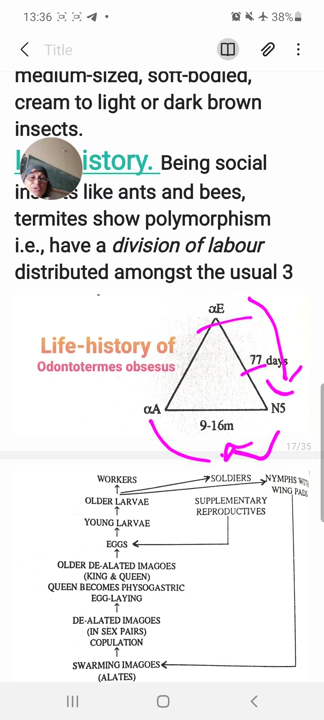 13:36
38%
Title
medium-sized, soft-bodied,
cream to light or dark brown
insects.
istory. Being social
like ants and bees,
termites show polymorphism
i.e., have a division of labour
distributed amongst the usual 3
αE
Life-history of
Odontotermes obsesus
77 days
αA
N5
9-16m
17/35
WORKERS
SOLDIERS
NYMPHS WITH
WING PADS
OLDER LARVAE
SUPPLEMENTARY
REPRODUCTIVES
YOUNG LARVAE
EGGS
OLDER DE-ALATED IMAGOES
(KING & QUEEN)
QUEEN BECOMES PHYSOGASTRIC
EGG-LAYING
DE-ALATED IMAGOES
(IN SEX PAIRS)
COPULATION
SWARMING IMAGOES
(ALATES)